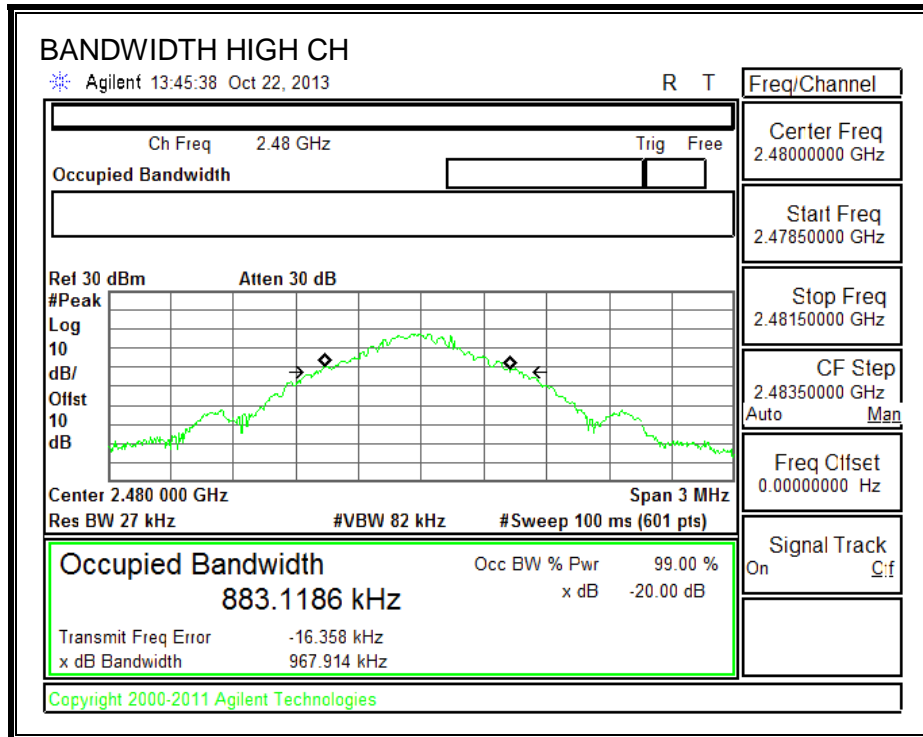 BANDWIDTH HIGH CH
Agilent 13:45:38 Oct 22, 2013 R T
Freq/Channel
Ch Freq 2.48 GHz Trig Free
Occupied Bandwidth
Center Freq
2.48000000 GHz
Start Freq
2.47850000 GHz
Stop Freq
2.48150000 GHz
CF Step
2.48350000 GHz
Auto Man
Freq Offset
0.00000000 Hz
Signal Track
On Off
Ref 30 dBm Atten 30 dB
#Peak
Log
10
dB/
Offst
10
dB
Center 2.480 000 GHz Span 3 MHz
Res BW 27 kHz #VBW 82 kHz #Sweep 100 ms (601 pts)
Occupied Bandwidth
883.1186 kHz
Occ BW % Pwr 99.00 %
x dB -20.00 dB
Transmit Freq Error -16.358 kHz
x dB Bandwidth 967.914 kHz
Copyright 2000-2011 Agilent Technologies